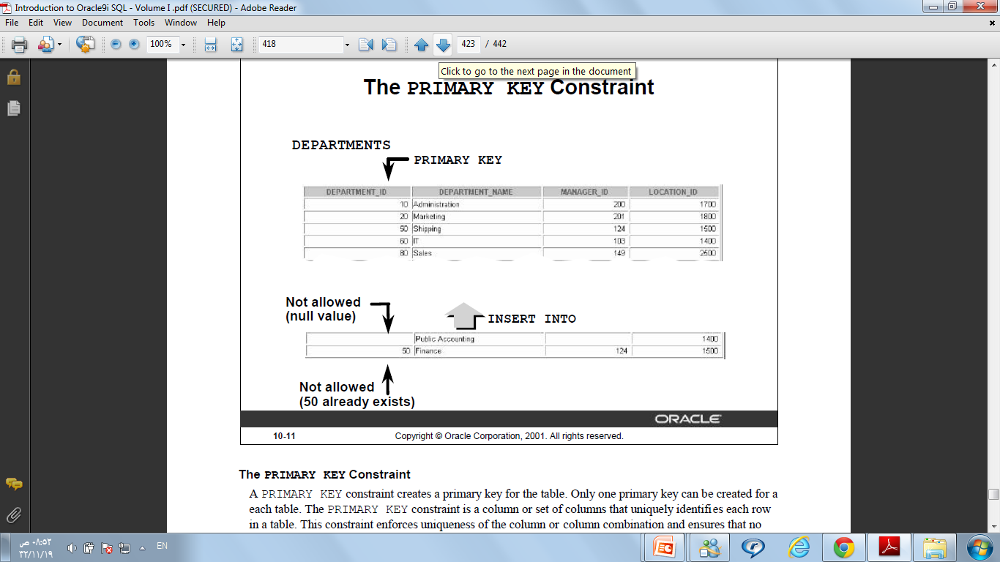 Introduction to Oracle9i SQL - Volume I .pdf (SECURED) - Adobe Reader
File Edit View Document Tools Window Help
100% 418 423 / 442
Click to go to the next page in the document
The PRIMARY KEY Constraint
DEPARTMENTS
PRIMARY KEY
DEPARTMENT_ID DEPARTMENT_NAME MANAGER_ID LOCATION_ID
10 Administration 200 1700
20 Marketing 201 1800
50 Shipping 124 1500
60 IT 103 1400
80 Sales 149 2500
Not allowed
(null value)
INSERT INTO
Public Accounting 1400
50 Finance 124 1500
Not allowed
(50 already exists)
ORACLE
10-11 Copyright © Oracle Corporation, 2001. All rights reserved.
The PRIMARY KEY Constraint
A PRIMARY KEY constraint creates a primary key for the table. Only one primary key can be created for a
each table. The PRIMARY KEY constraint is a column or set of columns that uniquely identifies each row
in a table. This constraint enforces uniqueness of the column or column combination and ensures that no
EN
٠٨:٥٢ ص
٣٢/١١/١٩